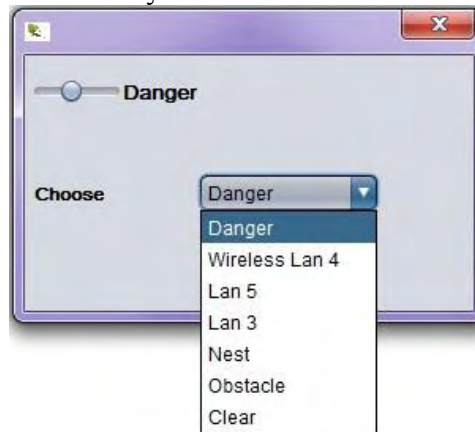 Danger
Choose Danger
Danger
Wireless Lan 4
Lan 5
Lan 3
Nest
Obstacle
Clear